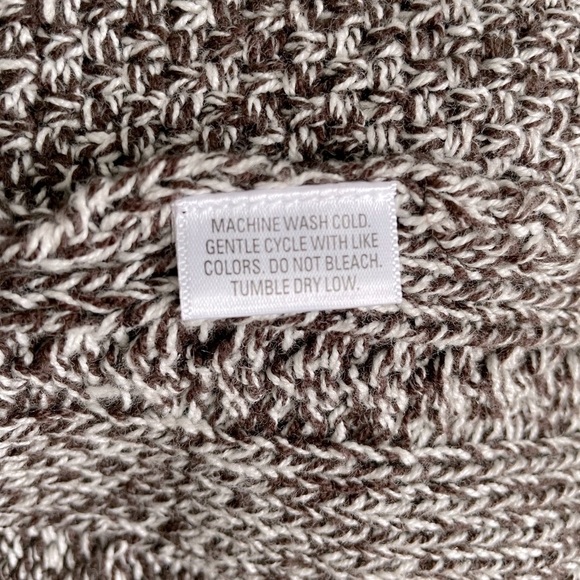 MACHINE WASH COLD.
GENTLE CYCLE WITH LIKE
COLORS. DO NOT BLEACH.
TUMBLE DRY LOW.